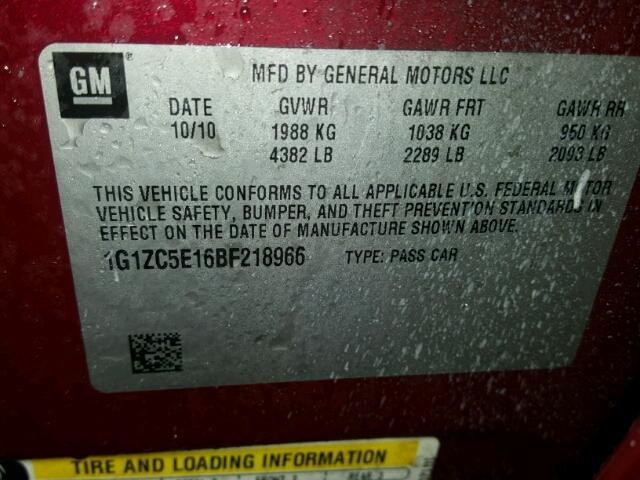 GM
MFD BY GENERAL MOTORS LLC
DATE GVWR GAWR FRT GAWR RR
10/10 1988 KG 1038 KG 950 KG
4382 LB 2289 LB 2093 LB
THIS VEHICLE CONFORMS TO ALL APPLICABLE U.S. FEDERAL MOTOR
VEHICLE SAFETY, BUMPER, AND THEFT PREVENTION STANDARDS IN
EFFECT ON THE DATE OF MANUFACTURE SHOWN ABOVE.
1G1ZC5E16BF218966 TYPE: PASS CAR
TIRE AND LOADING INFORMATION